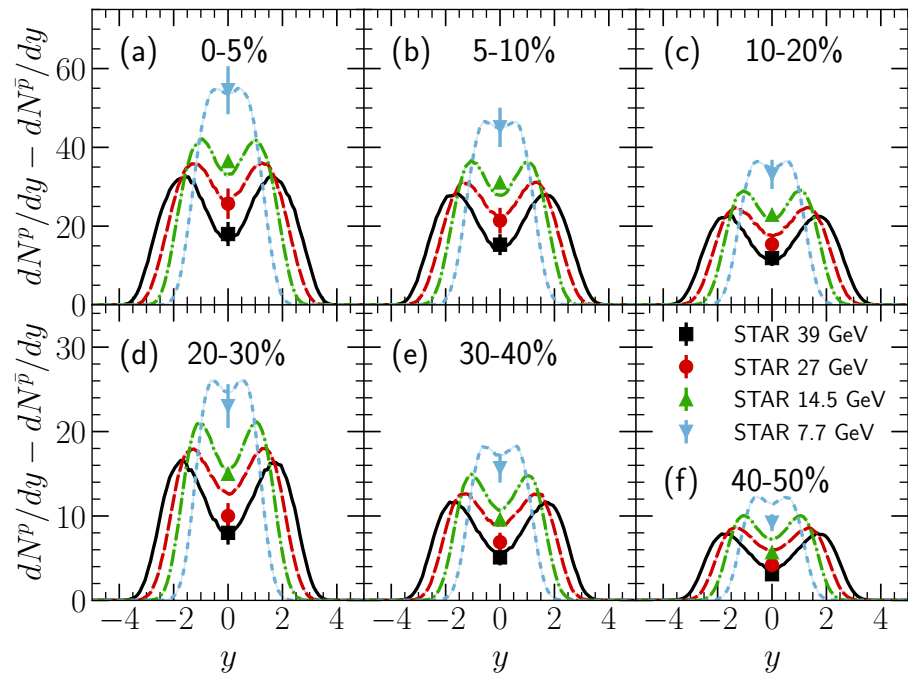 (a) 0-5%
(b) 5-10%
(c) 10-20%
dN^p/dy − dN^{p̄}/dy
60
40
20
0
(d) 20-30%
(e) 30-40%
STAR 39 GeV
STAR 27 GeV
STAR 14.5 GeV
STAR 7.7 GeV
(f) 40-50%
dN^p/dy − dN^{p̄}/dy
30
20
10
0
−4 −2 0 2 4
−4 −2 0 2 4
−4 −2 0 2 4
y
y
y